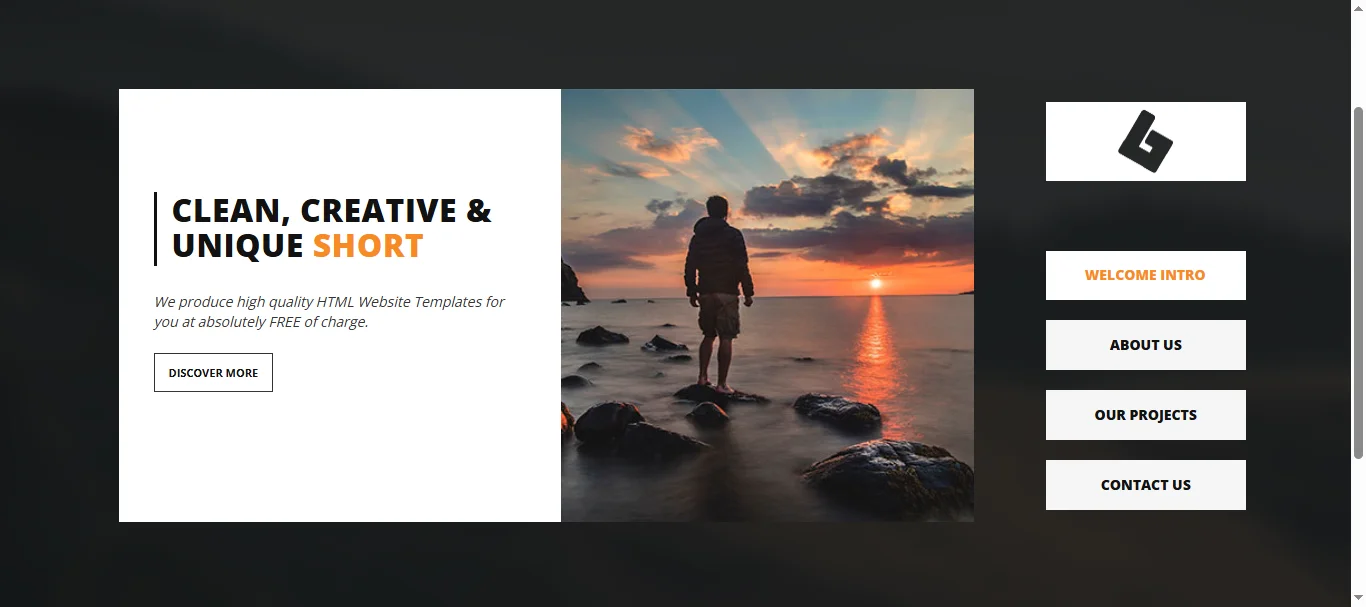 CLEAN, CREATIVE &
UNIQUE SHORT
We produce high quality HTML Website Templates for
you at absolutely FREE of charge.
DISCOVER MORE
WELCOME INTRO
ABOUT US
OUR PROJECTS
CONTACT US